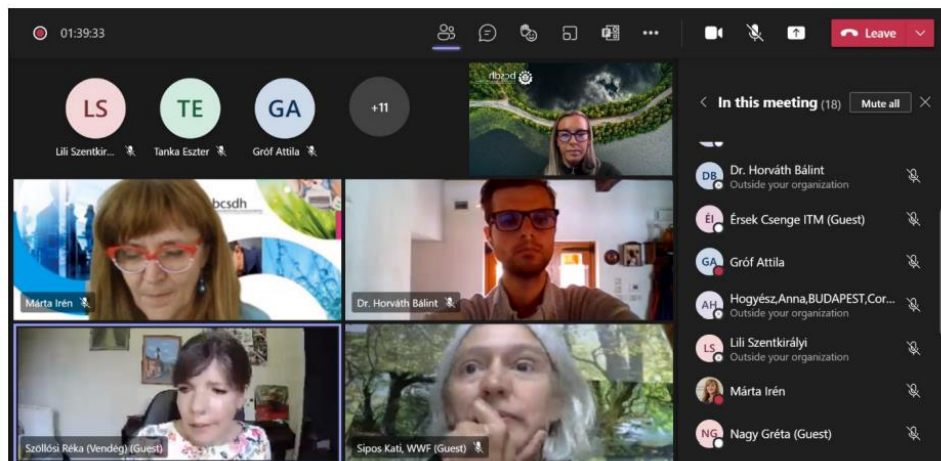 01:39:33
Leave
LS
TE
GA
+11
Lili Szentkir...
Tanka Eszter
Gróf Attila
bcsdh
bcsdh
Márta Irén
Dr. Horváth Bálint
Szöllősi Réka (Vendég) (Guest)
Sipos Kati, WWF (Guest)
In this meeting (18)
Mute all
DB
Dr. Horváth Bálint
Outside your organization
ÉI
Érsek Csenge ITM (Guest)
GA
Gróf Attila
AH
Hogyész,Anna,BUDAPEST,Cor...
Outside your organization
LS
Lili Szentkirályi
Outside your organization
Márta Irén
NG
Nagy Gréta (Guest)